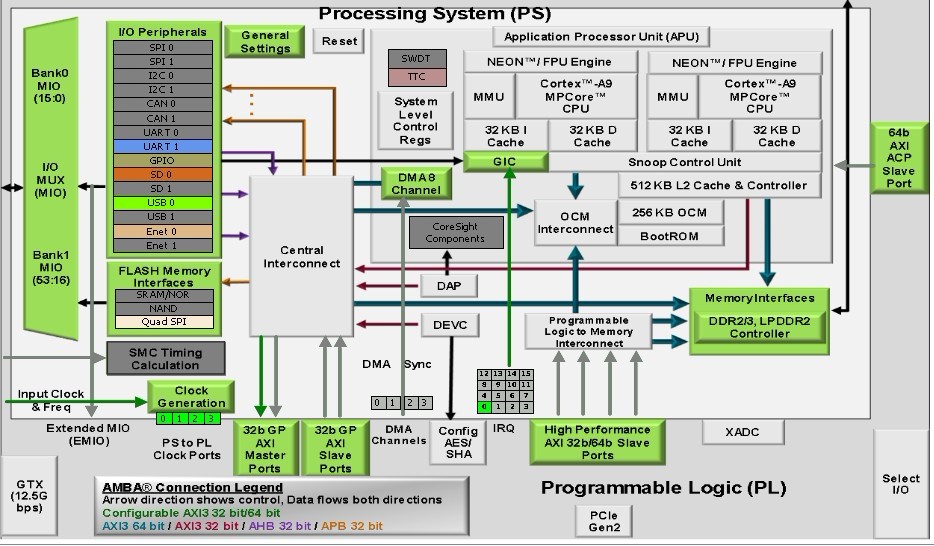 Processing System (PS)
I/O Peripherals
SPI 0
SPI 1
I2C 0
I2C 1
CAN 0
CAN 1
UART 0
UART 1
GPIO
SD 0
SD 1
USB 0
USB 1
Enet 0
Enet 1
FLASH Memory
Interfaces
SRAM/NOR
NAND
Quad SPI
SMC Timing
Calculation
Bank0
MIO
(15:0)
I/O
MUX
(MIO)
Bank1
MIO
(53:16)
General
Settings
Reset
Application Processor Unit (APU)
SWDT
TTC
System
Level
Control
Regs
NEON™/ FPU Engine
MMU
Cortex™-A9
MPCore™
CPU
32 KB I
Cache
32 KB D
Cache
NEON™/ FPU Engine
MMU
Cortex™-A9
MPCore™
CPU
32 KB I
Cache
32 KB D
Cache
GIC
Snoop Control Unit
DMA8
Channel
512 KB L2 Cache & Controller
OCM
Interconnect
256 KB OCM
BootROM
CoreSight
Components
Central
Interconnect
DAP
DEVC
Programmable
Logic to Memory
Interconnect
Memory Interfaces
DDR2/3, LPDDR2
Controller
64b
AXI
ACP
Slave
Port
Input Clock
& Freq
Clock
Generation
0 1 2 3
Extended MIO
(EMIO)
PS to PL
Clock Ports
32b GP
AXI
Master
Ports
32b GP
AXI
Slave
Ports
DMA Sync
0 1 2 3
DMA
Channels
Config
AES/
SHA
12 13 14 15
8 9 10 11
4 5 6 7
0 1 2 3
IRQ
High Performance
AXI 32b/64b Slave
Ports
XADC
GTX
(12.5G
bps)
AMBA® Connection Legend
Arrow direction shows control, Data flows both directions
Configurable AXI3 32 bit/64 bit
AXI3 64 bit / AXI3 32 bit / AHB 32 bit / APB 32 bit
Programmable Logic (PL)
PCIe
Gen2
Select
I/O